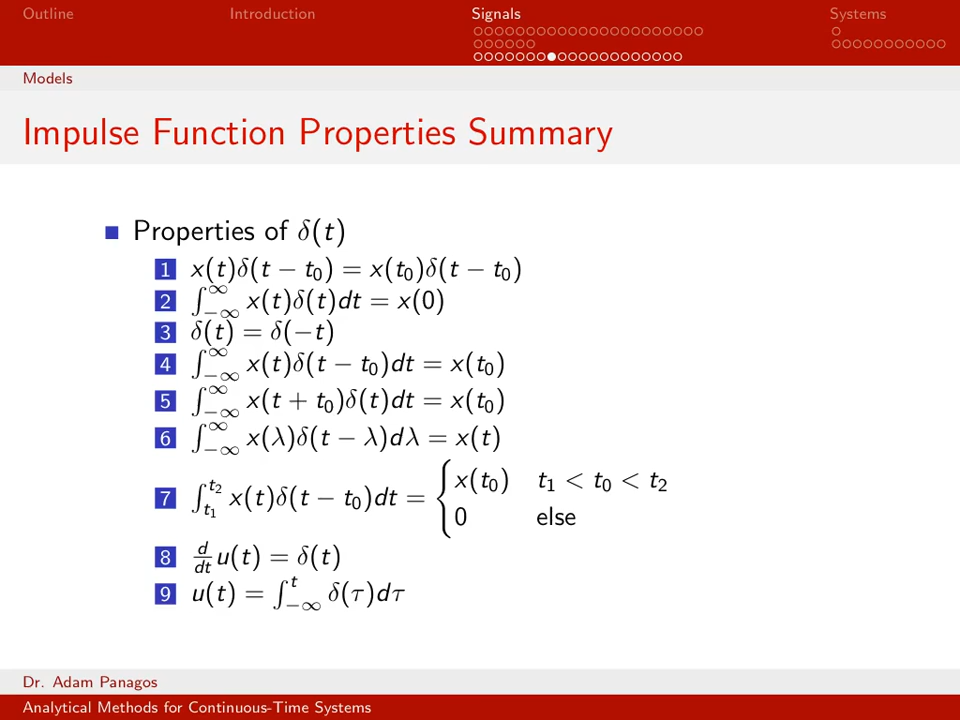 Outline Introduction Signals Systems
Models
Impulse Function Properties Summary
Properties of δ(t)
1 x(t)δ(t − t₀) = x(t₀)δ(t − t₀)
2 ∫_{−∞}^{∞} x(t)δ(t)dt = x(0)
3 δ(t) = δ(−t)
4 ∫_{−∞}^{∞} x(t)δ(t − t₀)dt = x(t₀)
5 ∫_{−∞}^{∞} x(t + t₀)δ(t)dt = x(t₀)
6 ∫_{−∞}^{∞} x(λ)δ(t − λ)dλ = x(t)
7 ∫_{t₁}^{t₂} x(t)δ(t − t₀)dt = { x(t₀) t₁ < t₀ < t₂
0 else
8 d/dt u(t) = δ(t)
9 u(t) = ∫_{−∞}^{t} δ(τ)dτ
Dr. Adam Panagos
Analytical Methods for Continuous-Time Systems